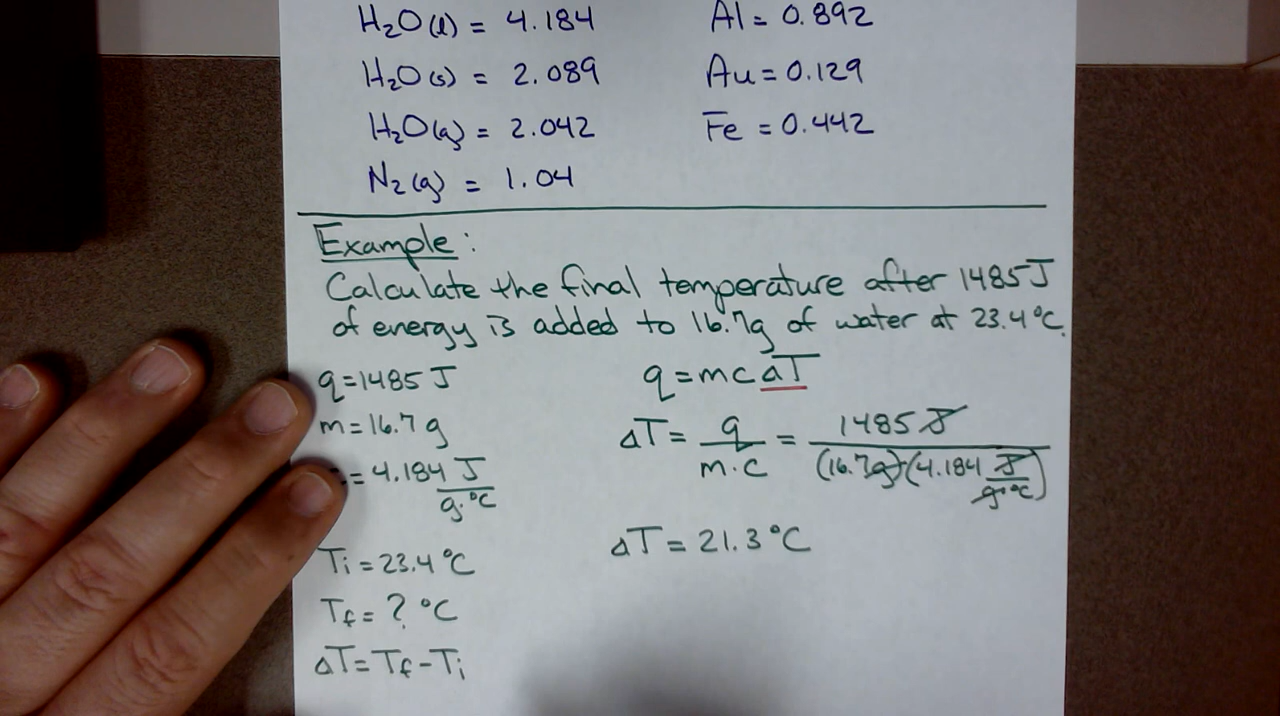 H₂O(l) = 4.184 Al = 0.892
H₂O(s) = 2.089 Au = 0.129
H₂O(g) = 2.042 Fe = 0.442
N₂(g) = 1.04
Example:
Calculate the final temperature after 1485 J
of energy is added to 16.7g of water at 23.4°C.
q = 1485 J
m = 16.7 g
= 4.184 J/g·°C
Ti = 23.4 °C
Tf = ? °C
ΔT = Tf - Ti
q = mcΔT
ΔT = q/m·c = 1485 J/(16.7g)(4.184 J/g·°C)
ΔT = 21.3 °C